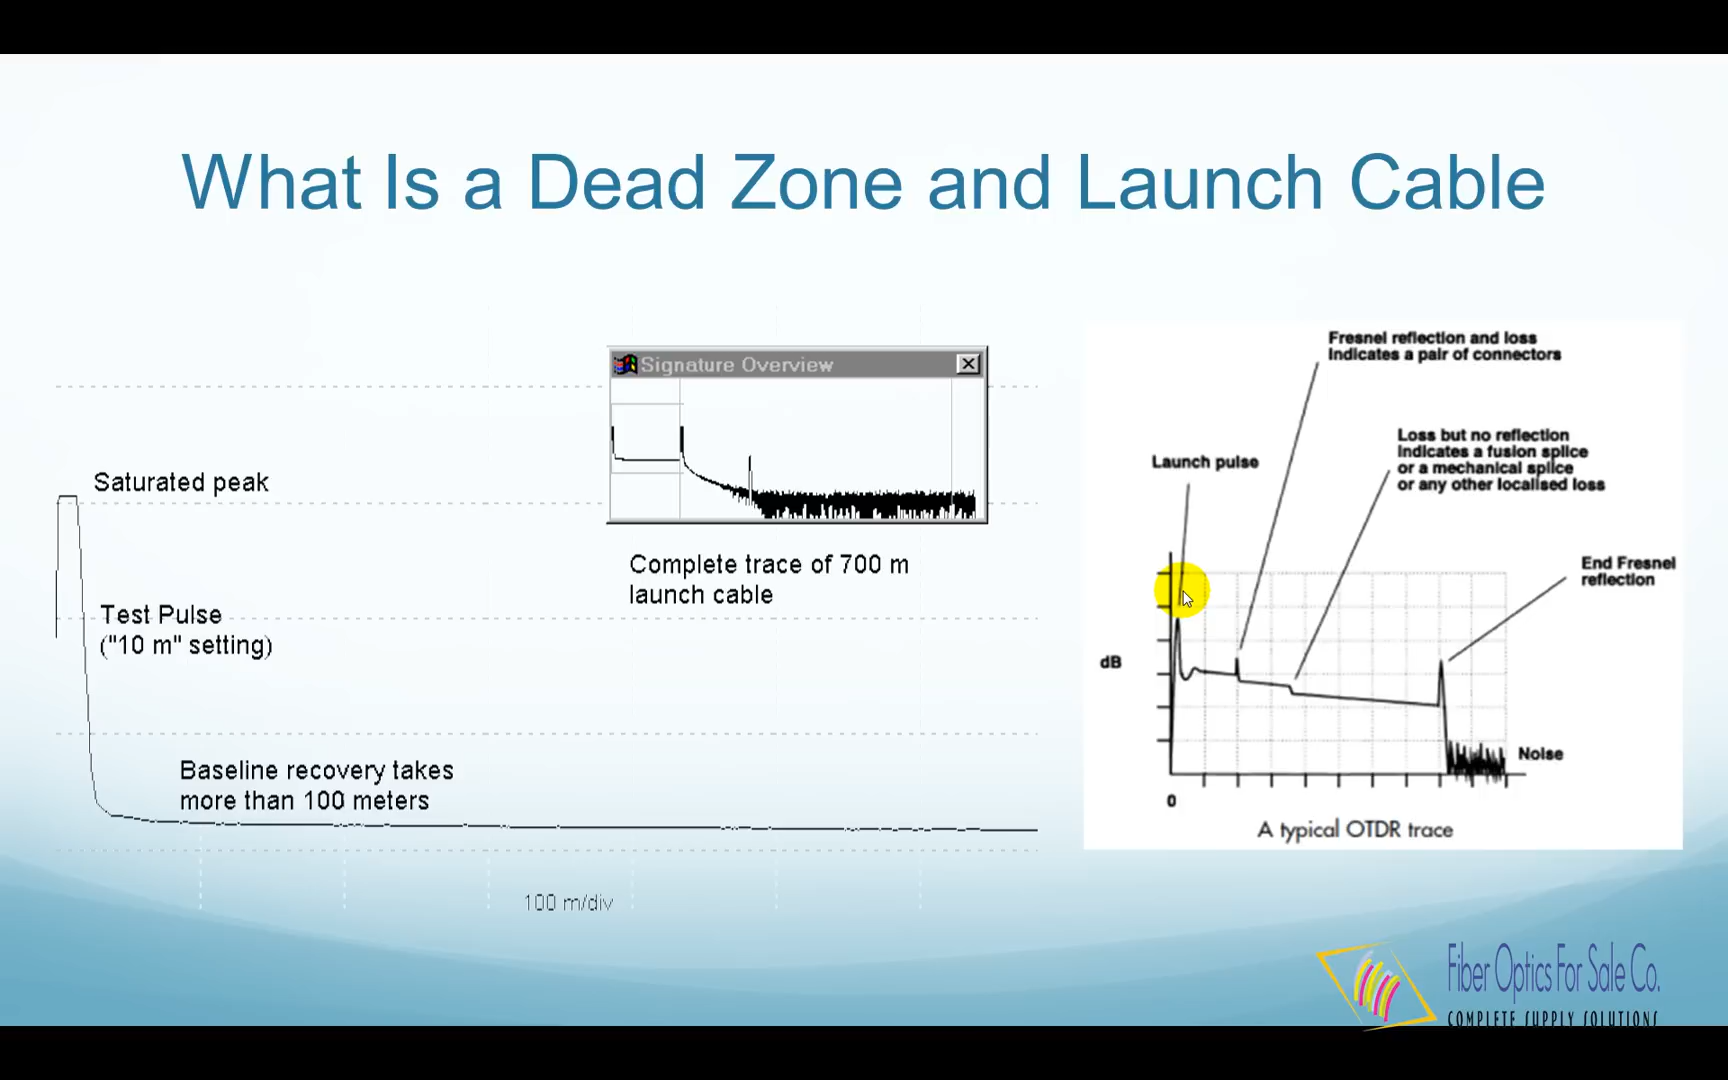 What Is a Dead Zone and Launch Cable
Saturated peak
Test Pulse
("10 m" setting)
Baseline recovery takes
more than 100 meters
100 m/div
Signature Overview
Complete trace of 700 m
launch cable
Fresnel reflection and loss
Indicates a pair of connectors
Launch pulse
Loss but no reflection
Indicates a fusion splice
or a mechanical splice
or any other localised loss
End Fresnel
reflection
dB
Noise
0
A typical OTDR trace
Fiber Optics For Sale Co.
COMPLETE SUPPLY SOLUTIONS